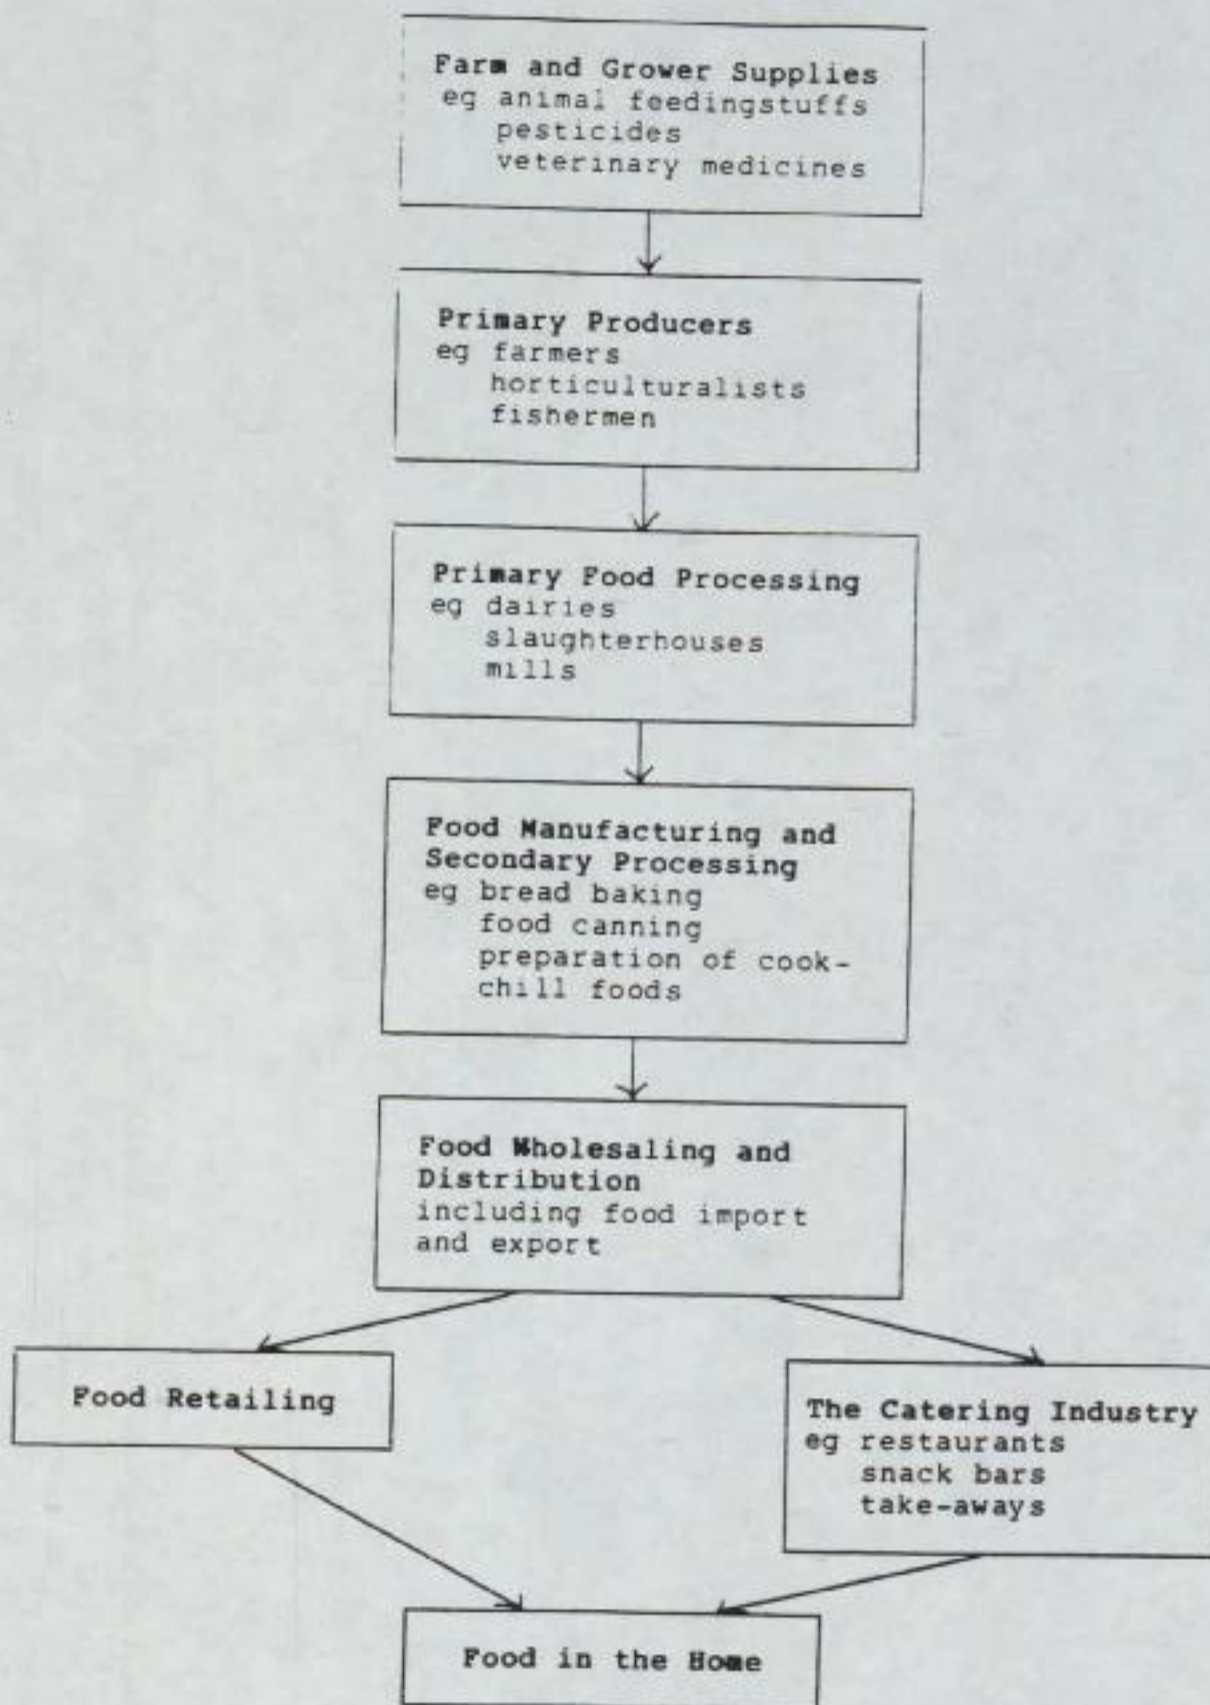 Farm and Grower Supplies
eg animal feedingstuffs
pesticides
veterinary medicines
Primary Producers
eg farmers
horticulturalists
fishermen
Primary Food Processing
eg dairies
slaughterhouses
mills
Food Manufacturing and
Secondary Processing
eg bread baking
food canning
preparation of cook-
chill foods
Food Wholesaling and
Distribution
including food import
and export
Food Retailing
The Catering Industry
eg restaurants
snack bars
take-aways
Food in the Home